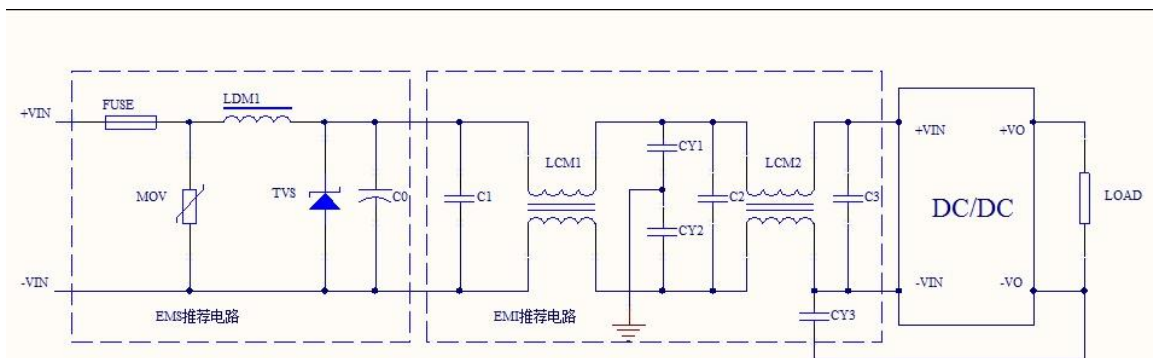 FUSE
LDM1
+VIN
MOV
TVS
C0
-VIN
EMS推荐电路
C1
LCM1
CY1
CY2
C2
LCM2
C3
CY3
EMI推荐电路
+VIN
+VO
DC/DC
-VIN
-VO
LOAD